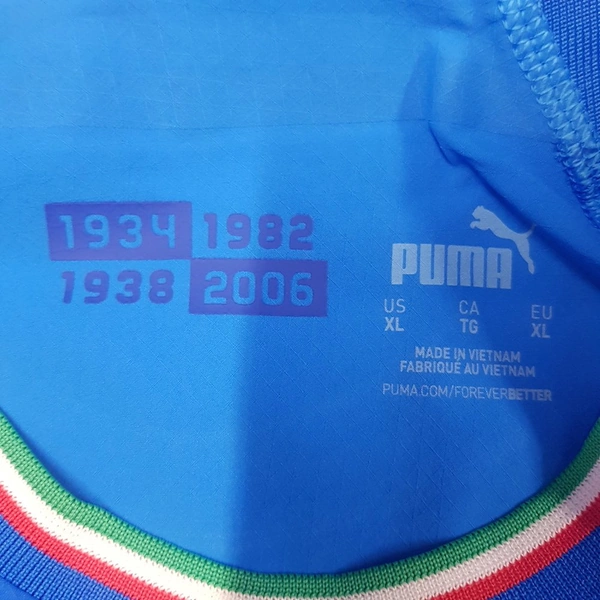 1934 1982
1938 2006
PUMA
US CA EU
XL TG XL
MADE IN VIETNAM
FABRIQUÉ AU VIETNAM
PUMA.COM/FOREVERBETTER